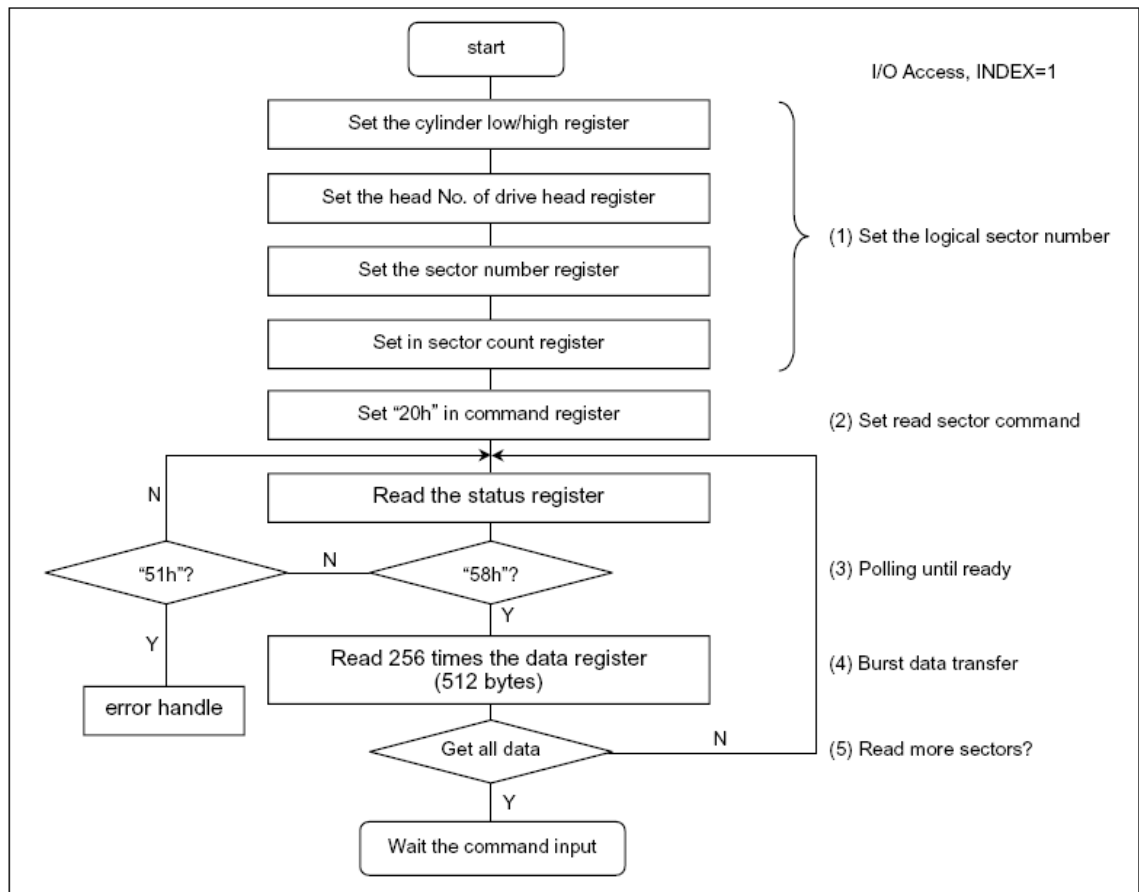 start
I/O Access, INDEX=1
Set the cylinder low/high register
Set the head No. of drive head register
(1) Set the logical sector number
Set the sector number register
Set in sector count register
Set “20h” in command register
(2) Set read sector command
N
Read the status register
“51h”?
N
“58h”?
(3) Polling until ready
Y
Y
Read 256 times the data register
(512 bytes)
(4) Burst data transfer
error handle
Get all data
N
(5) Read more sectors?
Y
Wait the command input